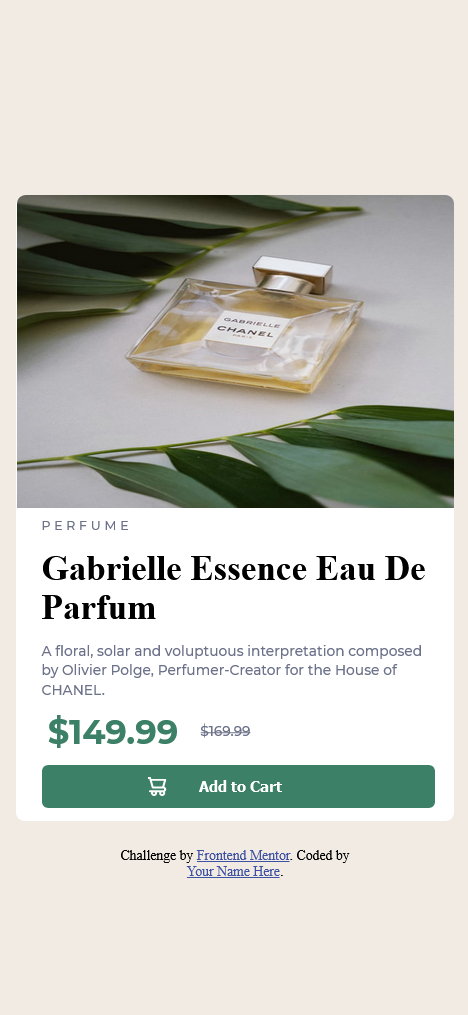 GABRIELLE
CHANEL
PARIS
PERFUME
Gabrielle Essence Eau De
Parfum
A floral, solar and voluptuous interpretation composed
by Olivier Polge, Perfumer-Creator for the House of
CHANEL.
$149.99 $169.99
Add to Cart
Challenge by Frontend Mentor. Coded by
Your Name Here.